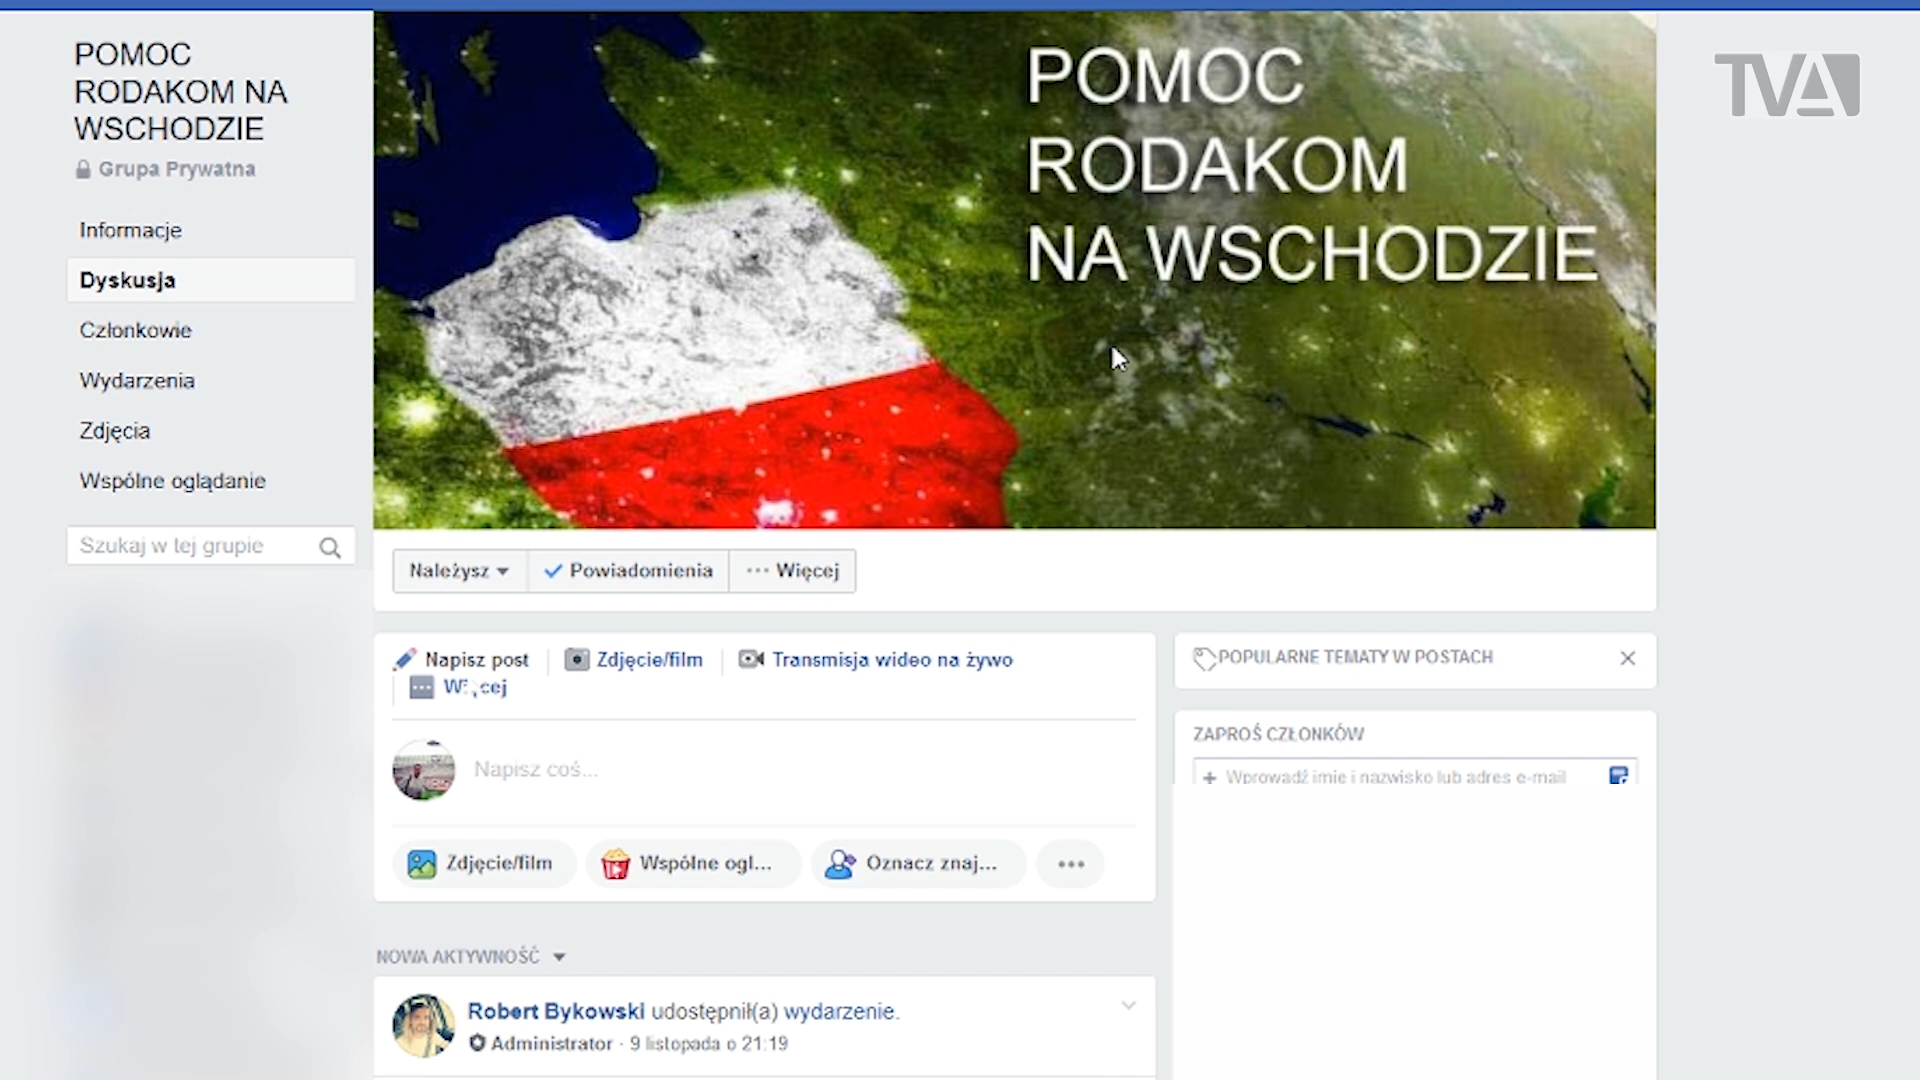 POMOC
RODAKOM NA
WSCHODZIE
Grupa Prywatna
Informacje
Dyskusja
Członkowie
Wydarzenia
Zdjęcia
Wspólne oglądanie
Szukaj w tej grupie
POMOC
RODAKOM
NA WSCHODZIE
TVA
Należysz
Powiadomienia
Więcej
Napisz post
Zdjęcie/film
Transmisja wideo na żywo
Więcej
Napisz coś...
Zdjęcie/film
Wspólne ogl...
Oznacz znaj...
POPULARNE TEMATY W POSTACH
ZAPROŚ CZŁONKÓW
+ Wprowadź imię i nazwisko lub adres e-mail
NOWA AKTYWNOŚĆ
Robert Bykowski udostępnił(a) wydarzenie.
Administrator · 9 listopada o 21:19